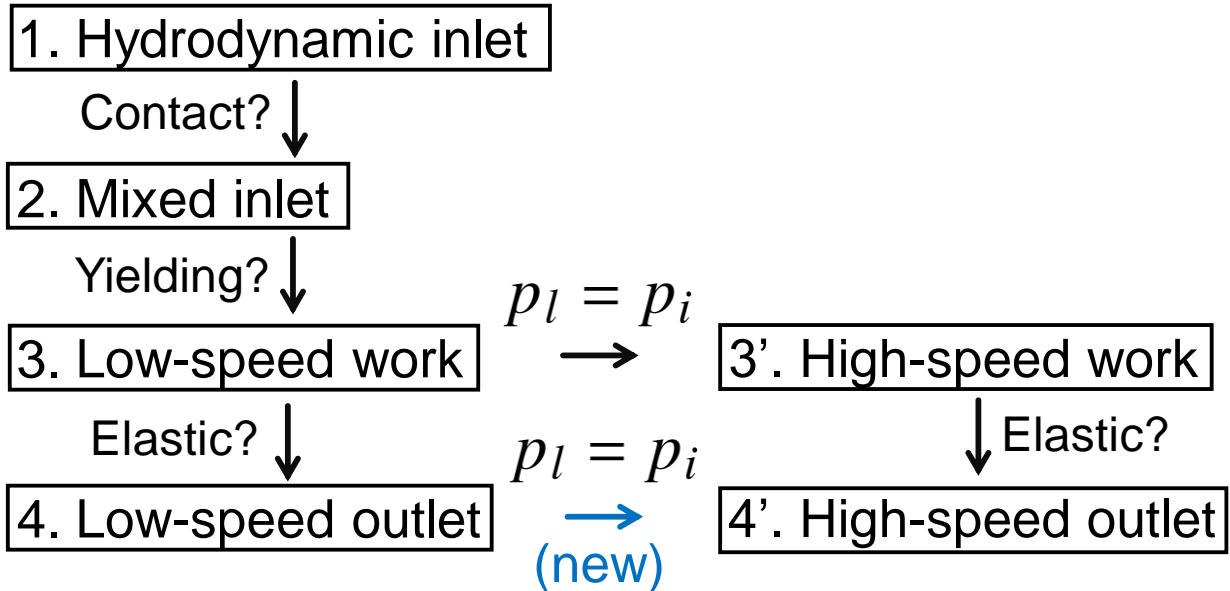 1. Hydrodynamic inlet
Contact?
2. Mixed inlet
Yielding?
p_l = p_i
3. Low-speed work
3’. High-speed work
Elastic?
p_l = p_i
Elastic?
4. Low-speed outlet
4’. High-speed outlet
(new)